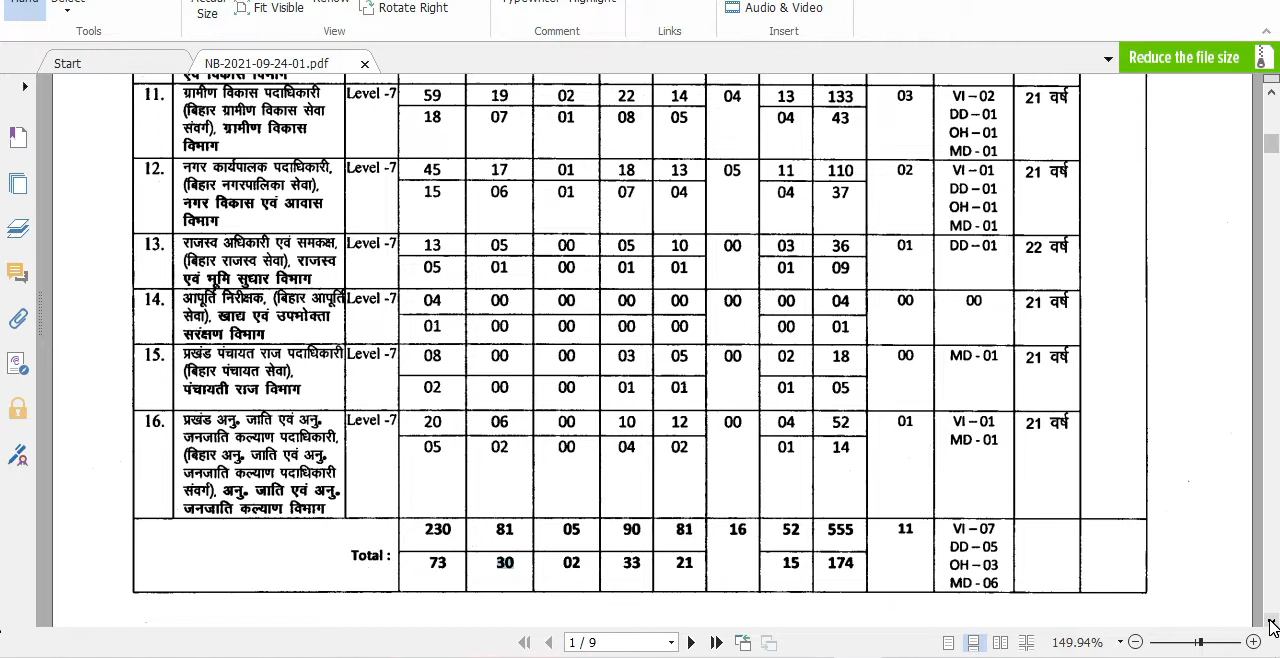 Actual
Size
Fit Visible
Rotate Right
Audio & Video
Tools
View
Comment
Links
Insert
Start
NB-2021-09-24-01.pdf
Reduce the file size
एवं विकास विभाग
11. ग्रामीण विकास पदाधिकारी Level -7 59 19 02 22 14 04 13 133 03 VI – 02 21 वर्ष
(बिहार ग्रामीण विकास सेवा 18 07 01 08 05 04 43 DD – 01
संवर्ग), ग्रामीण विकास OH – 01
विभाग MD - 01
12. नगर कार्यपालक पदाधिकारी, Level -7 45 17 01 18 13 05 11 110 02 VI – 01 21 वर्ष
(बिहार नगरपालिका सेवा), 15 06 01 07 04 04 37 DD – 01
नगर विकास एवं आवास OH – 01
विभाग MD - 01
13. राजस्व अधिकारी एवं समकक्ष, Level -7 13 05 00 05 10 00 03 36 01 DD – 01 22 वर्ष
(बिहार राजस्व सेवा), राजस्व 05 01 00 01 01 01 09
एवं भूमि सुधार विभाग
14. आपूर्ति निरीक्षक, (बिहार आपूर्ति Level -7 04 00 00 00 00 00 00 04 00 00 21 वर्ष
सेवा), खाद्य एवं उपभोक्ता 01 00 00 00 00 00 01
सरंक्षण विभाग
15. प्रखंड पंचायत राज पदाधिकारी Level -7 08 00 00 03 05 00 02 18 00 MD - 01 21 वर्ष
(बिहार पंचायत सेवा),
पंचायती राज विभाग 02 00 00 01 01 01 05
16. प्रखंड अनु० जाति एवं अनु० Level -7 20 06 00 10 12 00 04 52 01 VI – 01 21 वर्ष
जनजाति कल्याण पदाधिकारी, 05 02 00 04 02 01 14 MD - 01
(बिहार अनु० जाति एवं अनु०
जनजाति कल्याण पदाधिकारी
संवर्ग), अनु० जाति एवं अनु०
जनजाति कल्याण विभाग
230 81 05 90 81 16 52 555 11 VI – 07
Total : DD – 05
73 30 02 33 21 15 174 OH – 03
MD - 06
1 / 9
149.94%